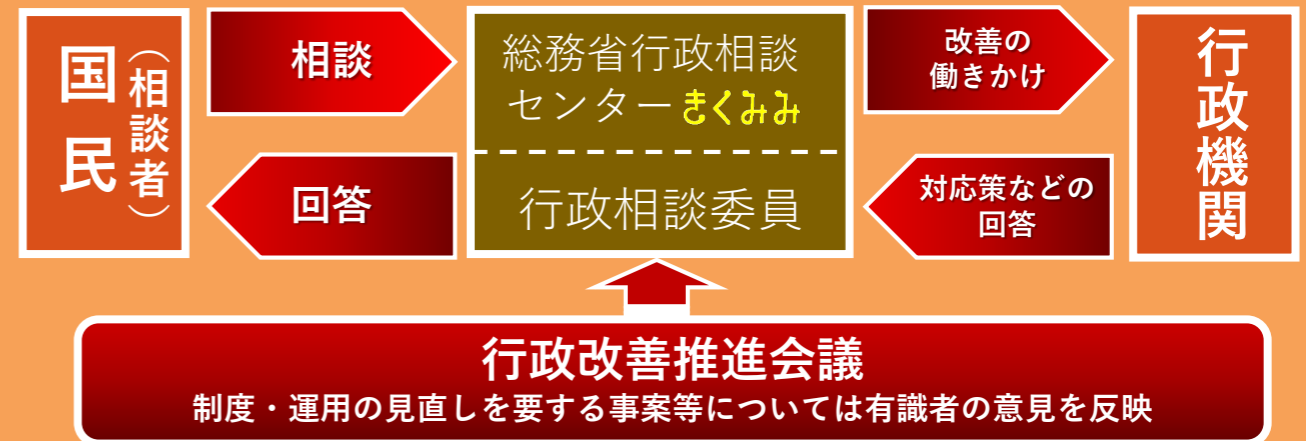 国民
（相談者）
相談
回答
総務省行政相談
センターきくみみ
行政相談委員
改善の
働きかけ
対応策などの
回答
行政機関
行政改善推進会議
制度・運用の見直しを要する事案等については有識者の意見を反映